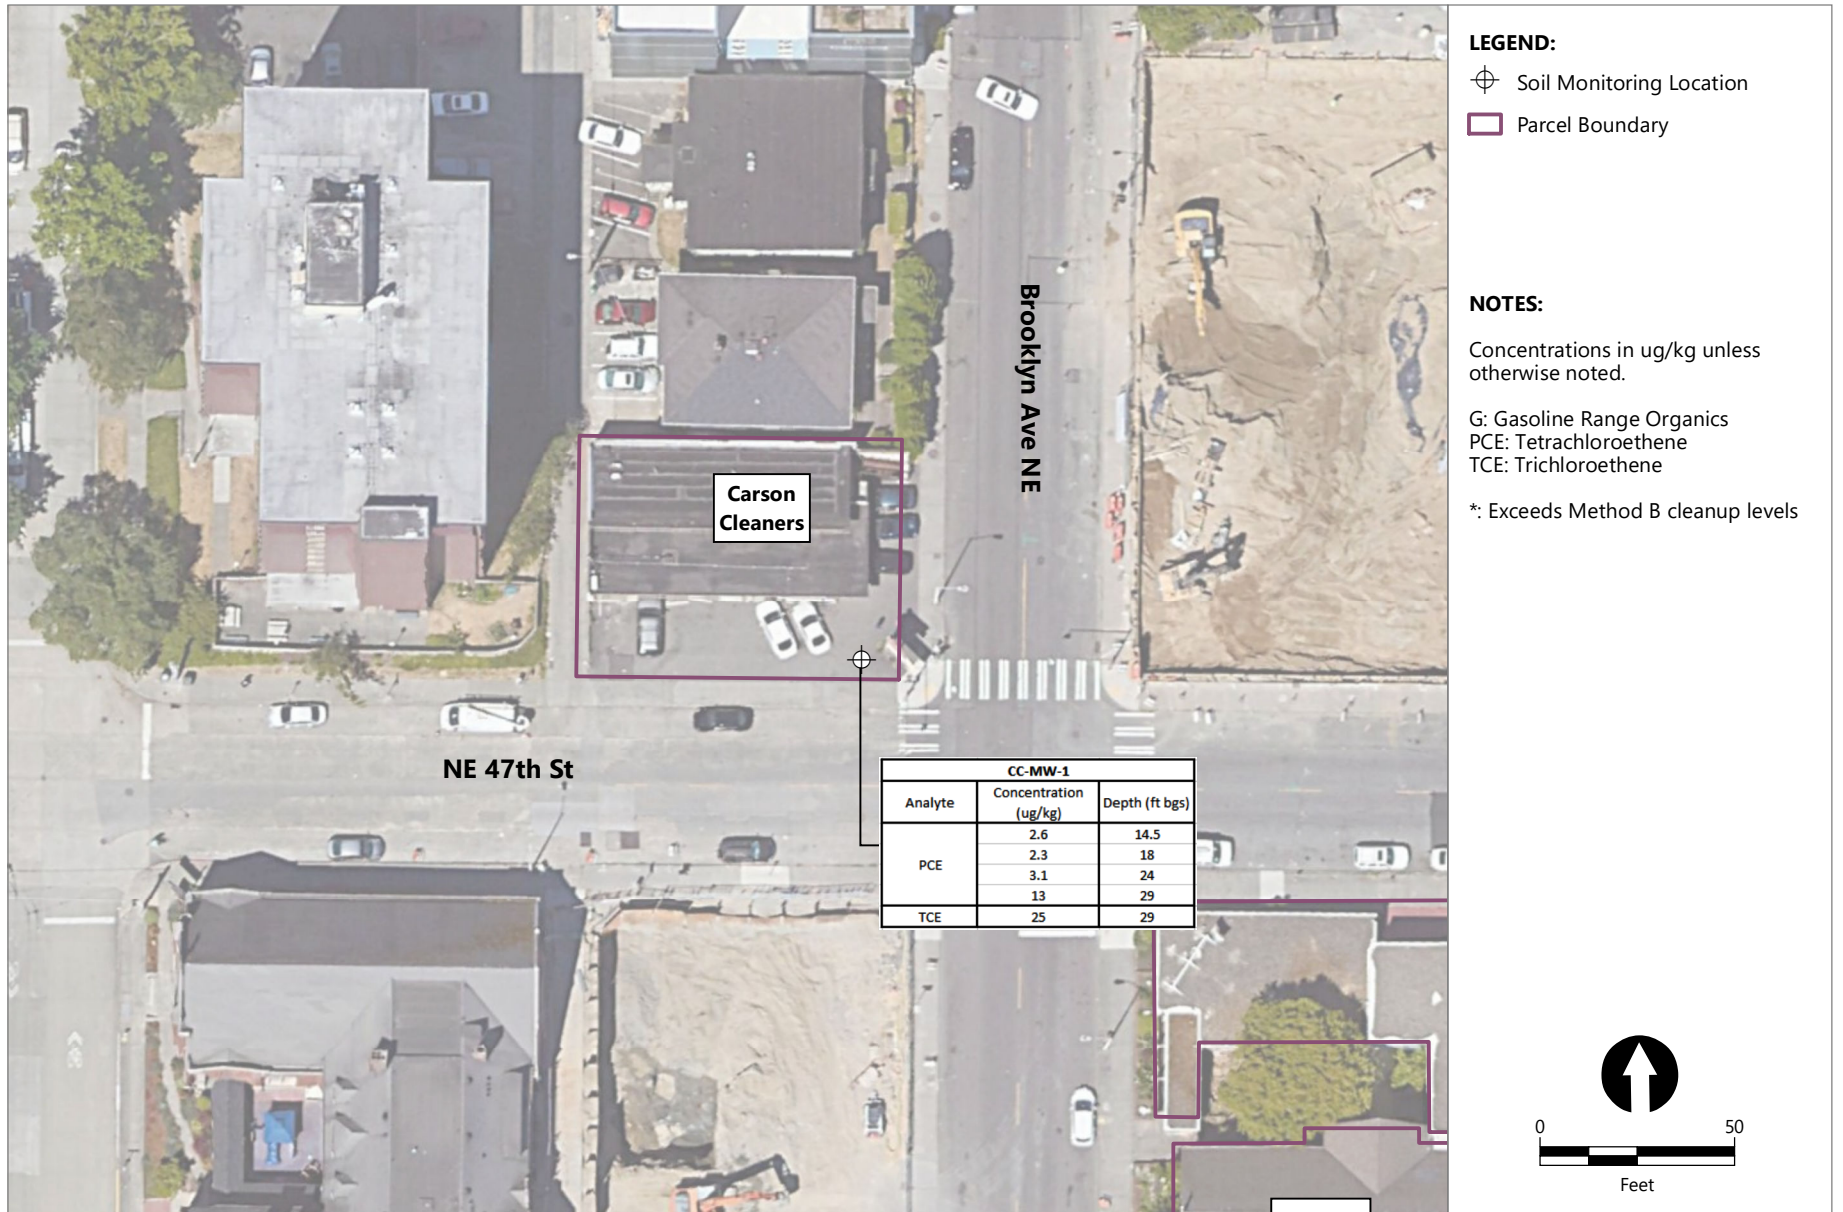 LEGEND:
Soil Monitoring Location
Parcel Boundary
NOTES:
Concentrations in ug/kg unless
otherwise noted.
G: Gasoline Range Organics
PCE: Tetrachloroethene
TCE: Trichloroethene
*: Exceeds Method B cleanup levels
Brooklyn Ave NE
Carson
Cleaners
NE 47th St
CC-MW-1
Analyte Concentration (ug/kg) Depth (ft bgs)
PCE 2.6 14.5
2.3 18
3.1 24
13 29
TCE 25 29
0 50
Feet